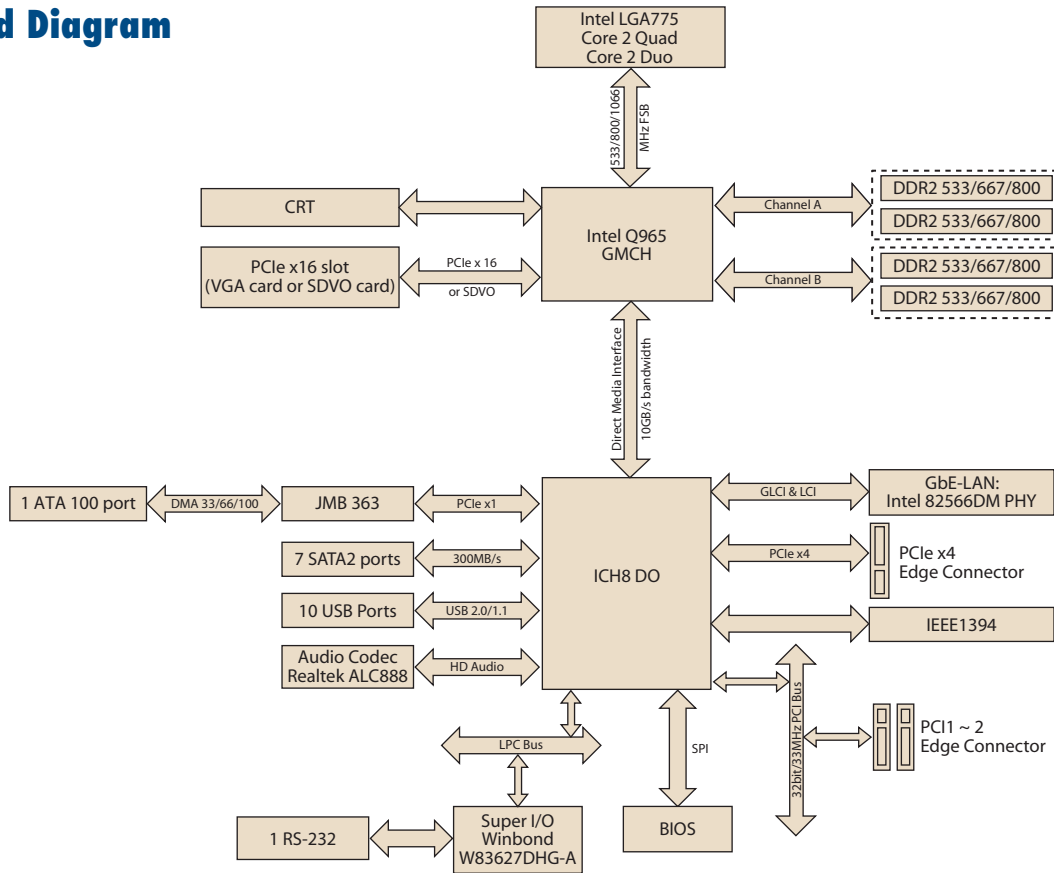 d Diagram
Intel LGA775
Core 2 Quad
Core 2 Duo
533/800/1066
MHz FSB
CRT
PCIe x16 slot
(VGA card or SDVO card)
PCIe x 16
or SDVO
Intel Q965
GMCH
Channel A
DDR2 533/667/800
DDR2 533/667/800
Channel B
DDR2 533/667/800
DDR2 533/667/800
Direct Media Interface
10GB/s bandwidth
1 ATA 100 port
DMA 33/66/100
JMB 363
PCIe x1
7 SATA2 ports
300MB/s
10 USB Ports
USB 2.0/1.1
Audio Codec
Realtek ALC888
HD Audio
ICH8 DO
GLCI & LCI
GbE-LAN:
Intel 82566DM PHY
PCIe x4
PCIe x4
Edge Connector
IEEE1394
32bit/33MHz PCI Bus
PCI1 ~ 2
Edge Connector
LPC Bus
SPI
1 RS-232
Super I/O
Winbond
W83627DHG-A
BIOS